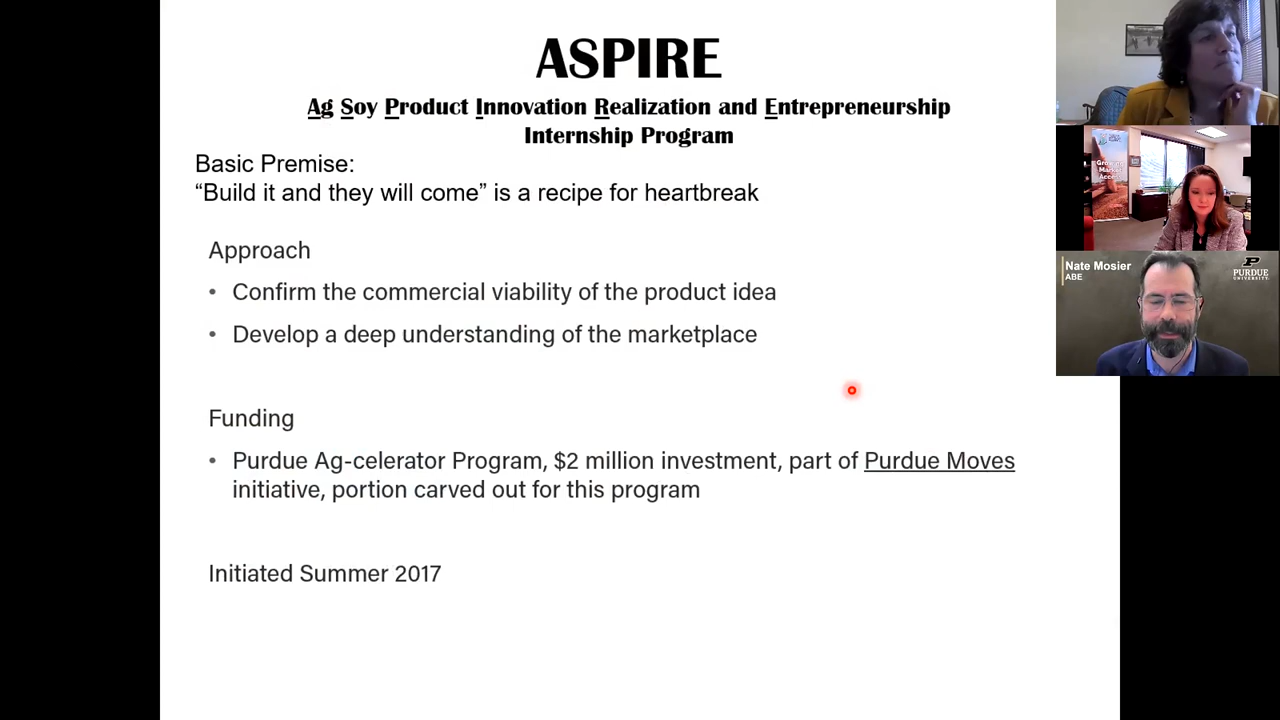 ASPIRE
Ag Soy Product Innovation Realization and Entrepreneurship
Internship Program
Basic Premise:
“Build it and they will come” is a recipe for heartbreak
Approach
• Confirm the commercial viability of the product idea
• Develop a deep understanding of the marketplace
Funding
• Purdue Ag-celerator Program, $2 million investment, part of Purdue Moves
initiative, portion carved out for this program
Initiated Summer 2017
Growing
Market
Access
Nate Mosier
ABE
P
PURDUE
UNIVERSITY